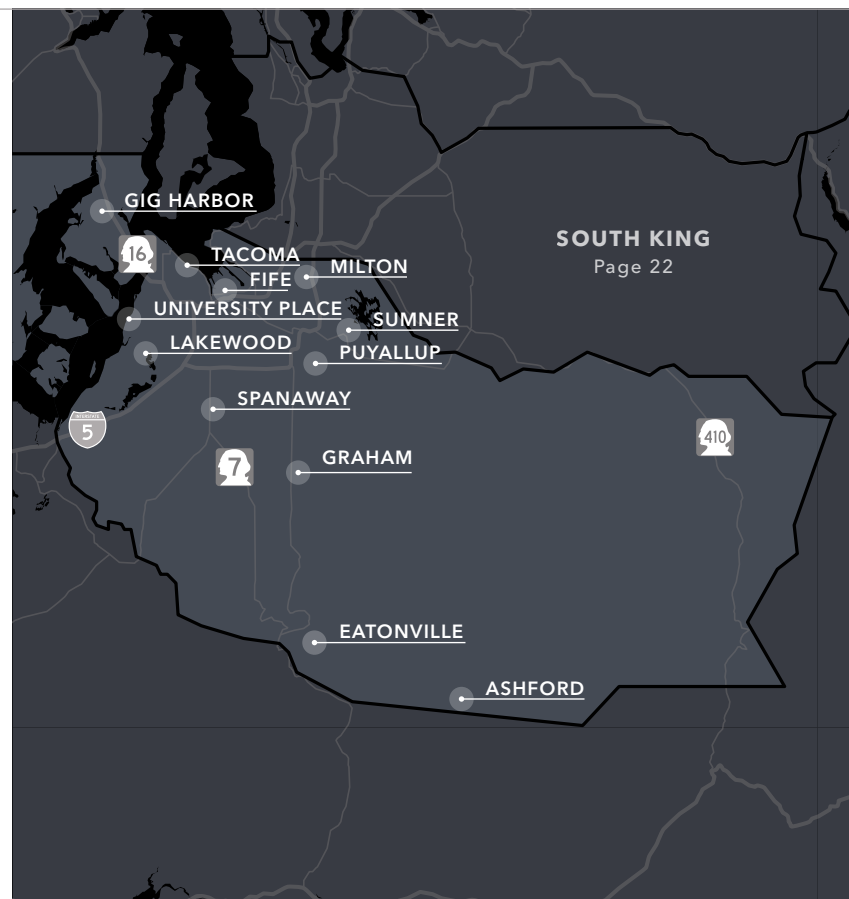 GIG HARBOR
16
TACOMA
MILTON
FIFE
UNIVERSITY PLACE
SUMNER
LAKEWOOD
PUYALLUP
SOUTH KING
Page 22
SPANAWAY
INTERSTATE
5
410
7
GRAHAM
EATONVILLE
ASHFORD